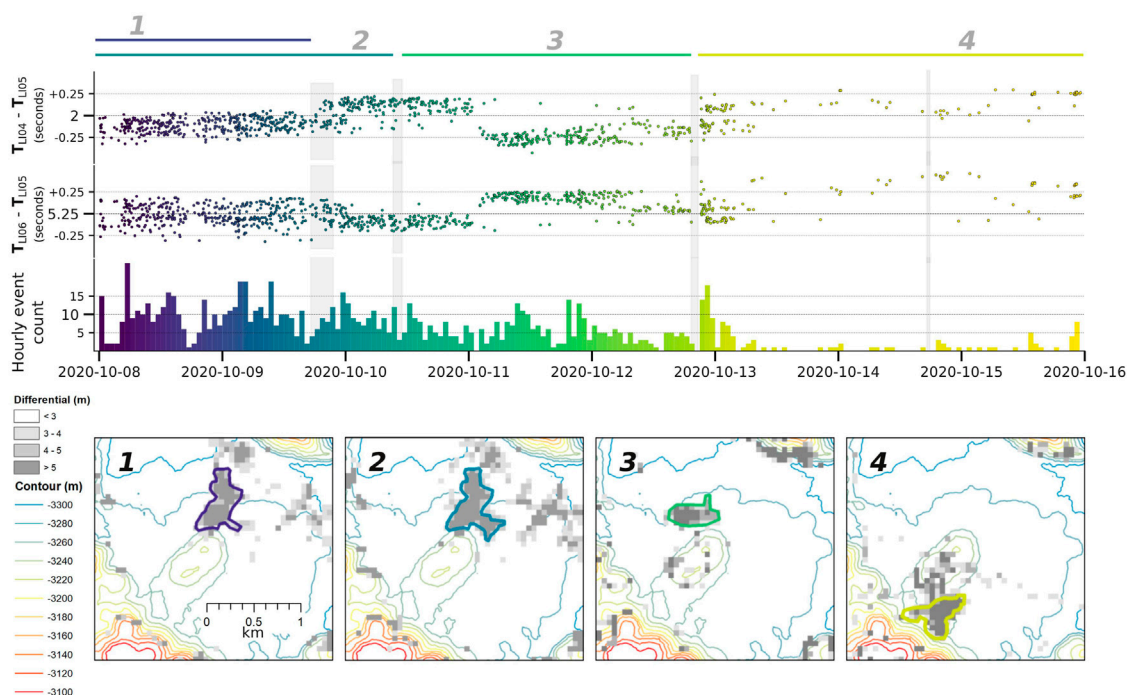 1 2 3 4
T_LI04 - T_LI05
(seconds)
+0.25
2
-0.25
T_LI06 - T_LI05
(seconds)
+0.25
5.25
-0.25
Hourly event
count
15
10
5
2020-10-08 2020-10-09 2020-10-10 2020-10-11 2020-10-12 2020-10-13 2020-10-14 2020-10-15 2020-10-16
Differential (m)
< 3
3 - 4
4 - 5
> 5
Contour (m)
-3300
-3280
-3260
-3240
-3220
-3200
-3180
-3160
-3140
-3120
-3100
1
0 1
km
2
3
4